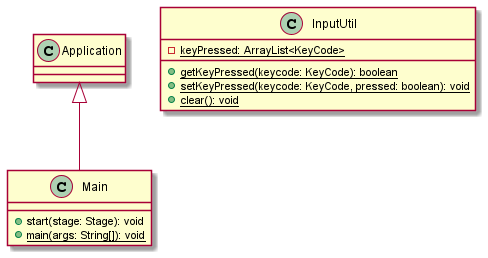 C Application
C InputUtil
keyPressed: ArrayList<KeyCode>
getKeyPressed(keycode: KeyCode): boolean
setKeyPressed(keycode: KeyCode, pressed: boolean): void
clear(): void
C Main
start(stage: Stage): void
main(args: String[]): void